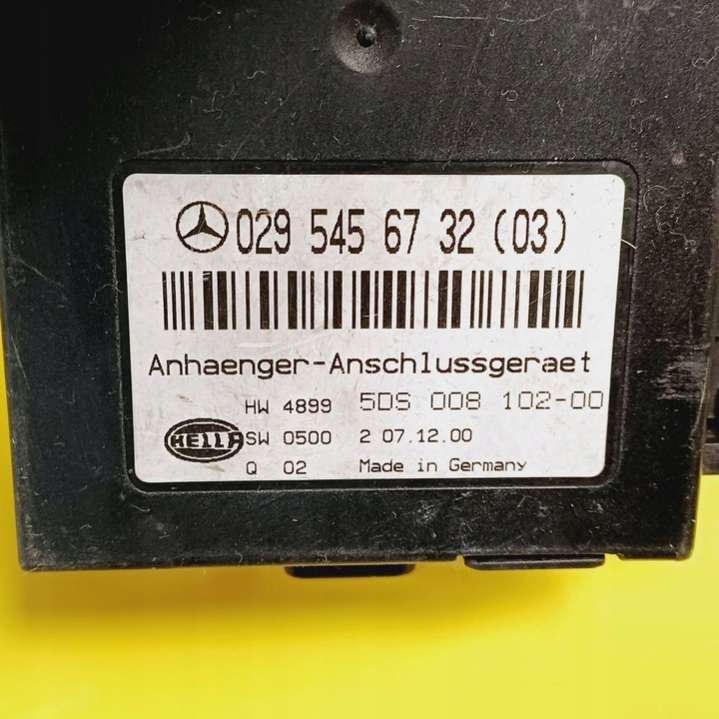 029 545 67 32 (03)
Anhaenger-Anschlussgeraet
HW 4899 5DS 008 102-00
HELLA SW 0500 2 07.12.00
Q 02 Made in Germany